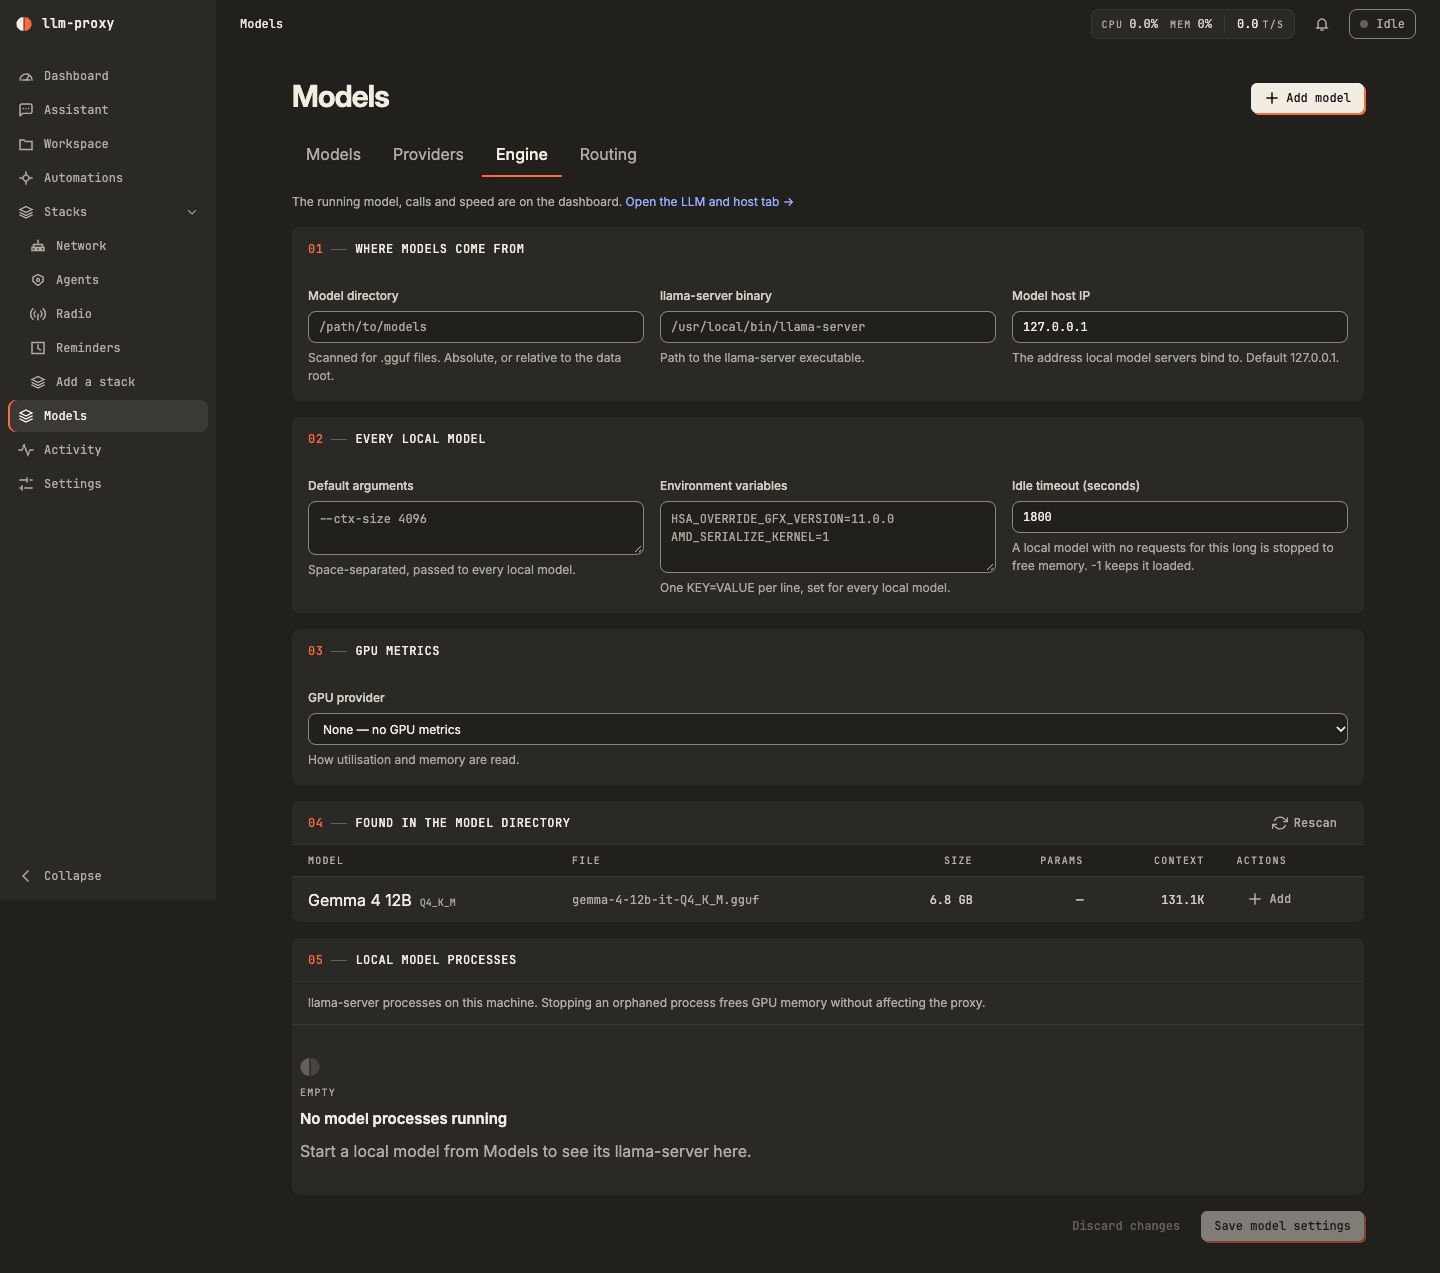 llm-proxy
Models
CPU 0.0% MEM 0% 0.0 T/S
Idle
Dashboard
Assistant
Workspace
Automations
Stacks
Network
Agents
Radio
Reminders
Add a stack
Models
Activity
Settings
Collapse
Models
Add model
Models Providers Engine Routing
The running model, calls and speed are on the dashboard. Open the LLM and host tab →
01 — WHERE MODELS COME FROM
Model directory
/path/to/models
Scanned for .gguf files. Absolute, or relative to the data
root.
llama-server binary
/usr/local/bin/llama-server
Path to the llama-server executable.
Model host IP
127.0.0.1
The address local model servers bind to. Default 127.0.0.1.
02 — EVERY LOCAL MODEL
Default arguments
--ctx-size 4096
Space-separated, passed to every local model.
Environment variables
HSA_OVERRIDE_GFX_VERSION=11.0.0
AMD_SERIALIZE_KERNEL=1
One KEY=VALUE per line, set for every local model.
Idle timeout (seconds)
1800
A local model with no requests for this long is stopped to
free memory. -1 keeps it loaded.
03 — GPU METRICS
GPU provider
None — no GPU metrics
How utilisation and memory are read.
04 — FOUND IN THE MODEL DIRECTORY
Rescan
MODEL FILE SIZE PARAMS CONTEXT ACTIONS
Gemma 4 12B Q4_K_M gemma-4-12b-it-Q4_K_M.gguf 6.8 GB — 131.1K + Add
05 — LOCAL MODEL PROCESSES
llama-server processes on this machine. Stopping an orphaned process frees GPU memory without affecting the proxy.
EMPTY
No model processes running
Start a local model from Models to see its llama-server here.
Discard changes
Save model settings